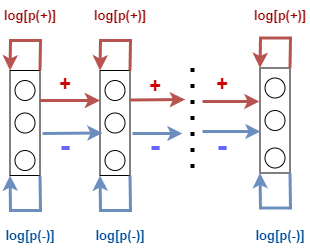 log[p(+)] log[p(+)] log[p(+)]
+ + +
- - -
log[p(-)] log[p(-)] log[p(-)]